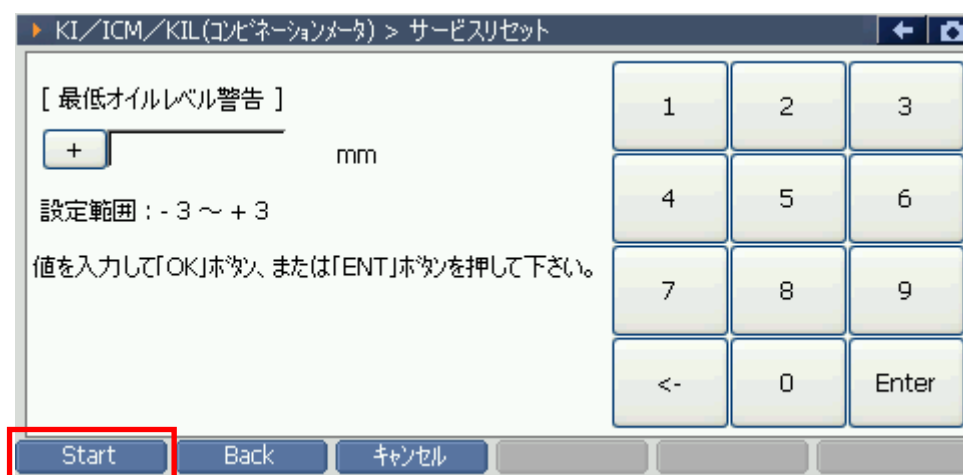 KI／ICM／KIL(ｺﾝﾋﾞﾈｰｼｮﾝﾒｰﾀ) > サービスリセット
[ 最低オイルレベル警告 ]
+ mm
設定範囲：- 3 ～ + 3
値を入力して｢OK｣ﾎﾞﾀﾝ、または｢ENT｣ﾎﾞﾀﾝを押して下さい。
1 2 3
4 5 6
7 8 9
<- 0 Enter
Start Back ｷｬﾝｾﾙ